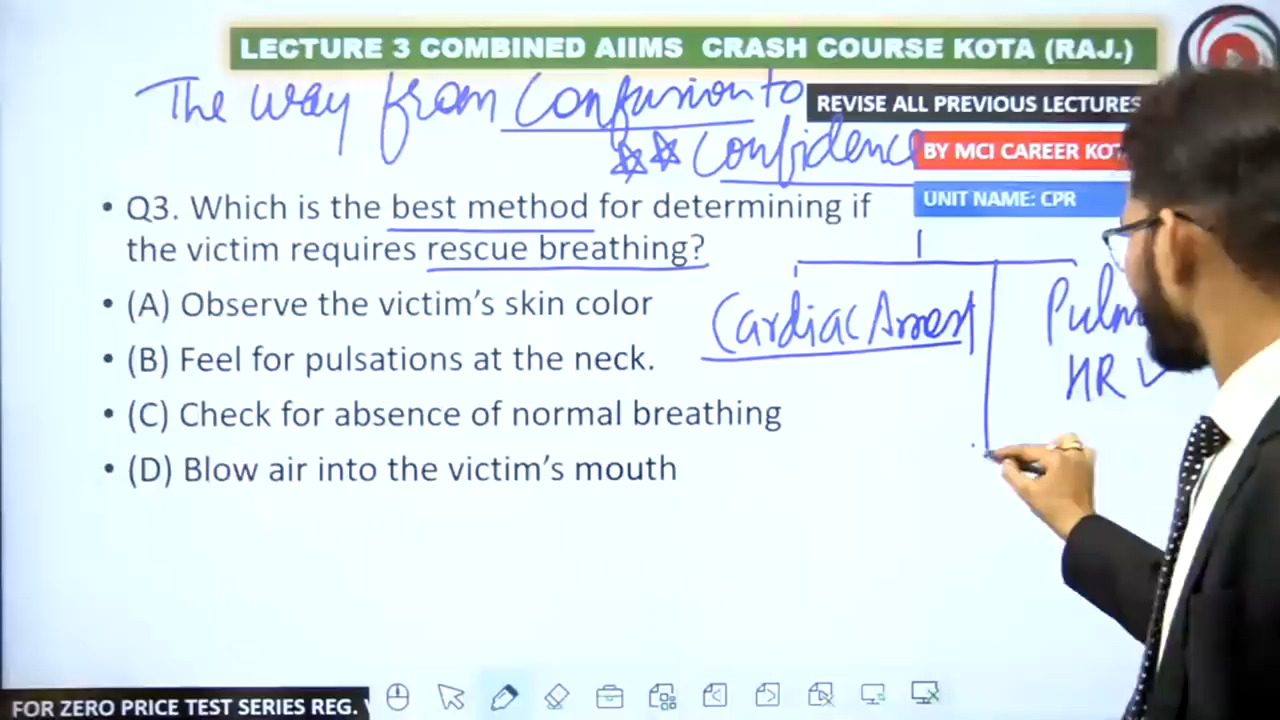 LECTURE 3 COMBINED AIIMS CRASH COURSE KOTA (RAJ.)
The way from Confusion to
Confidence
REVISE ALL PREVIOUS LECTURES
BY MCI CAREER
UNIT NAME: CPR
• Q3. Which is the best method for determining if
the victim requires rescue breathing?
• (A) Observe the victim's skin color
• (B) Feel for pulsations at the neck.
• (C) Check for absence of normal breathing
• (D) Blow air into the victim's mouth
Cardiac Arrest
HR
FOR ZERO PRICE TEST SERIES REG.